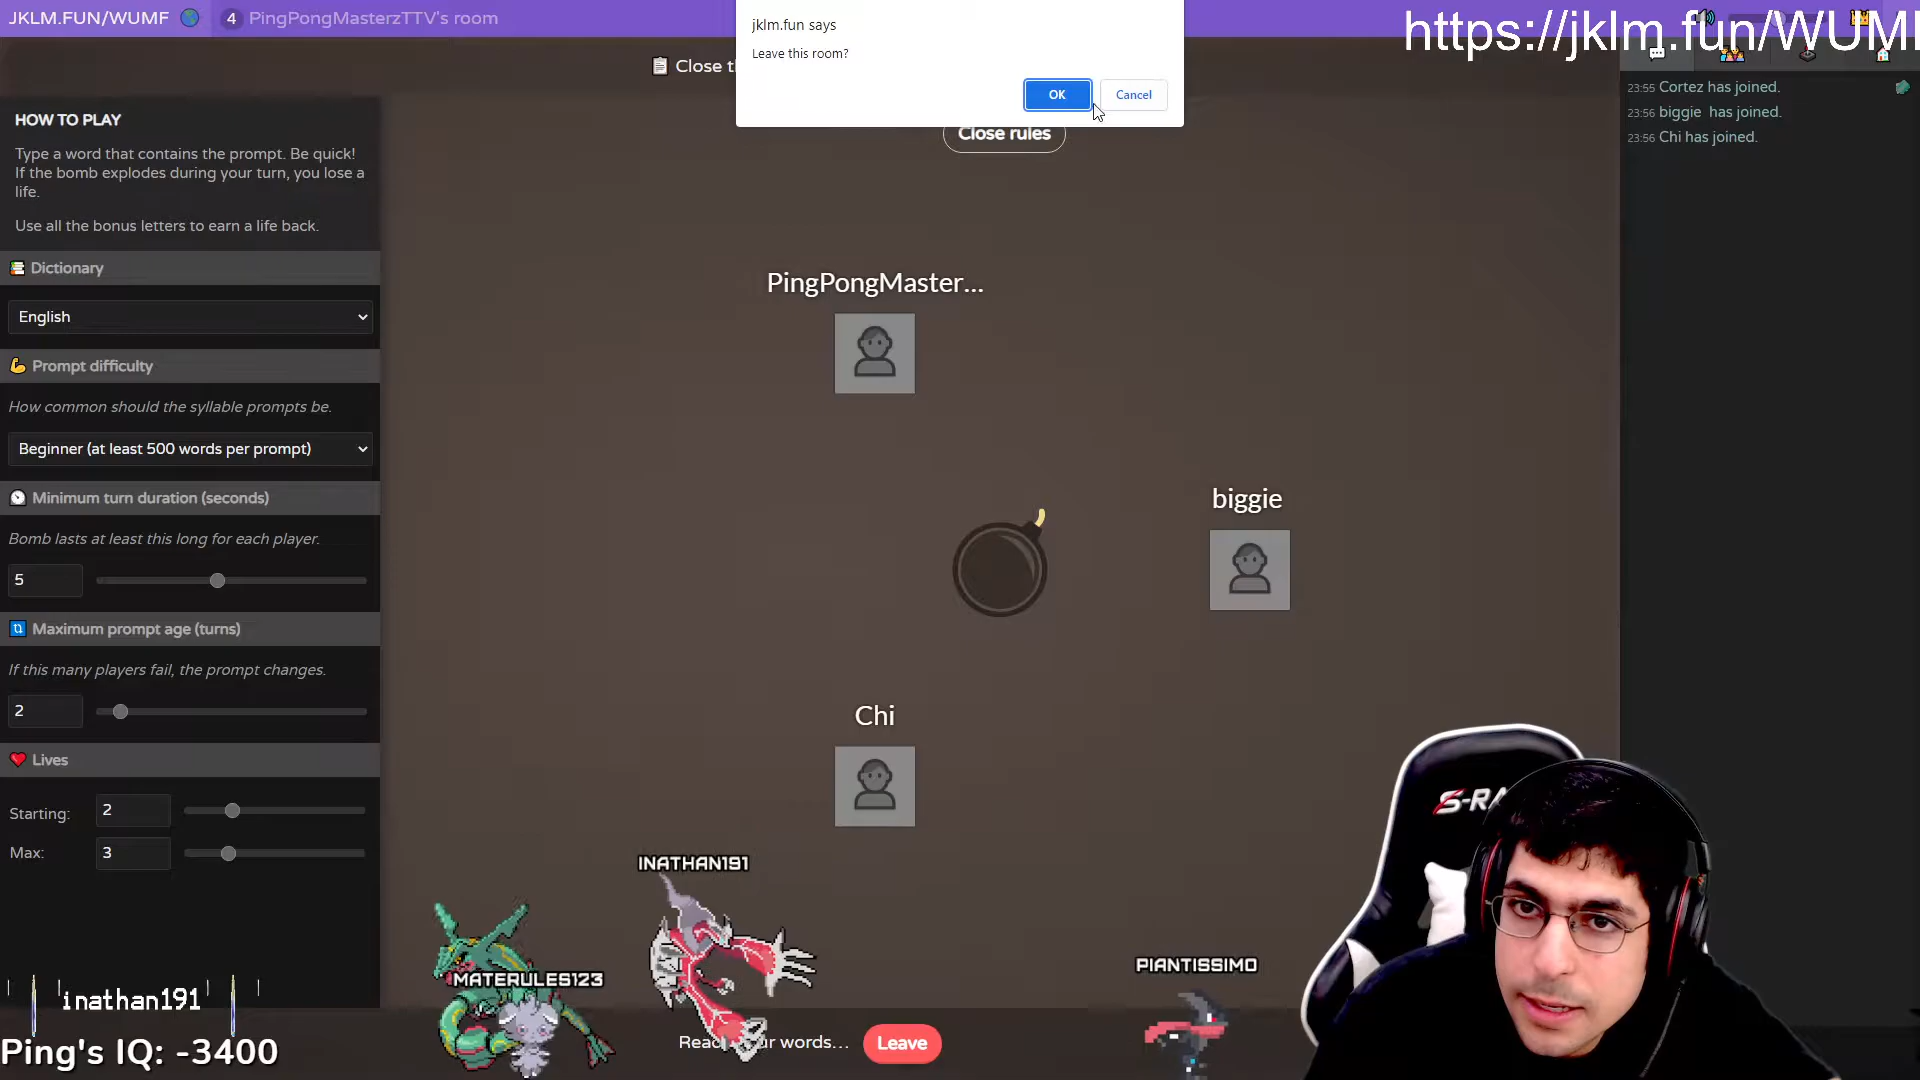 JKLM.FUN/WUMF
4 PingPongMasterzTTV's room
jklm.fun says
Leave this room?
OK
Cancel
https://jklm.fun/WUM
Close
Close rules
HOW TO PLAY
Type a word that contains the prompt. Be quick!
If the bomb explodes during your turn, you lose a
life.
Use all the bonus letters to earn a life back.
Dictionary
English
Prompt difficulty
How common should the syllable prompts be.
Beginner (at least 500 words per prompt)
Minimum turn duration (seconds)
Bomb lasts at least this long for each player.
5
Maximum prompt age (turns)
If this many players fail, the prompt changes.
2
Lives
Starting: 2
Max: 3
23:55 Cortez has joined.
23:56 biggie has joined.
23:56 Chi has joined.
PingPongMaster...
biggie
Chi
S-RA
INATHAN191
MATERULES123
PIANTISSIMO
inathan191
Ping's IQ: -3400
words...
Leave